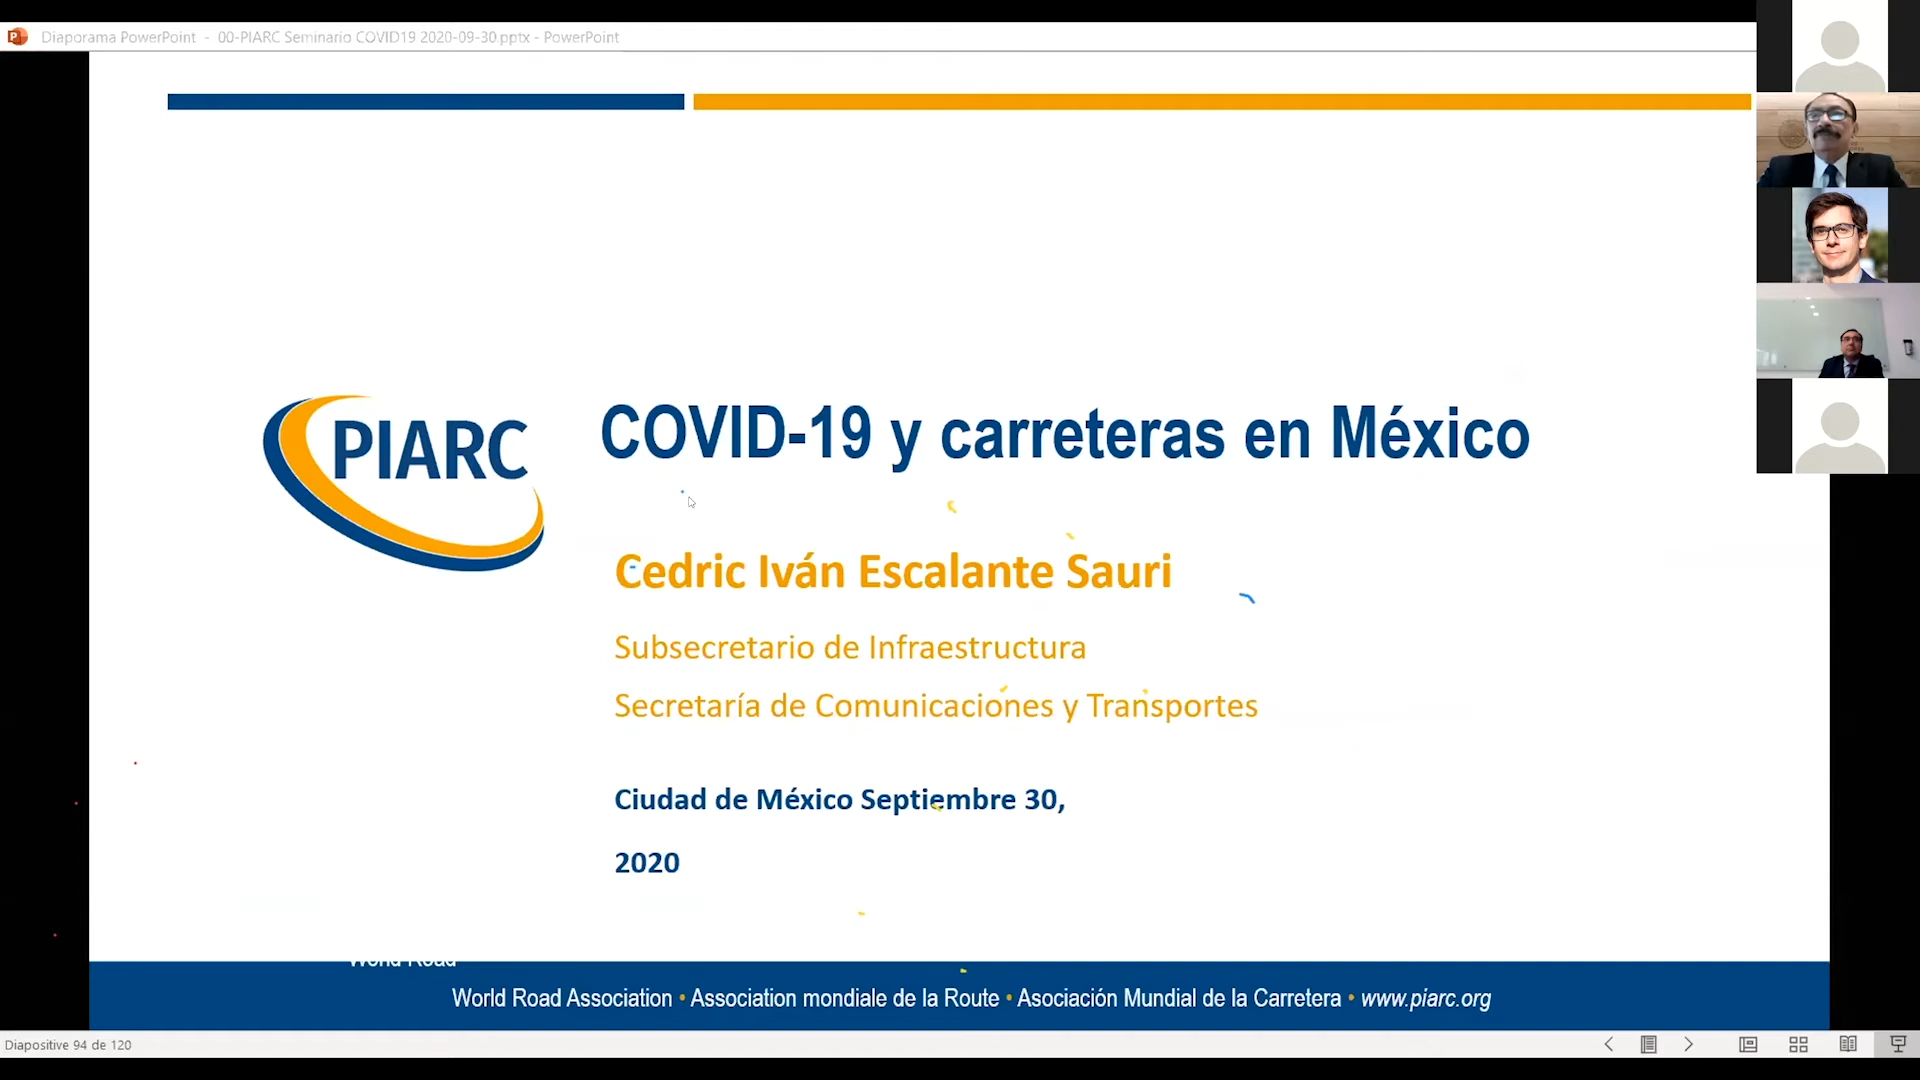 Diaporama PowerPoint - 00-PIARC Seminario COVID19 2020-09-30.pptx - PowerPoint
PIARC
COVID-19 y carreteras en México
Cedric Iván Escalante Sauri
Subsecretario de Infraestructura
Secretaría de Comunicaciones y Transportes
Ciudad de México Septiembre 30,
2020
World Road
World Road Association • Association mondiale de la Route • Asociación Mundial de la Carretera • www.piarc.org
Diapositive 94 de 120